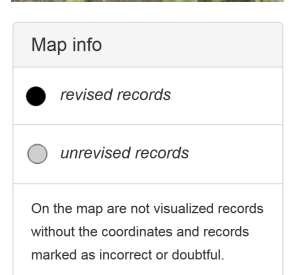 Map info
revised records
unrevised records
On the map are not visualized records
without the coordinates and records
marked as incorrect or doubtful.